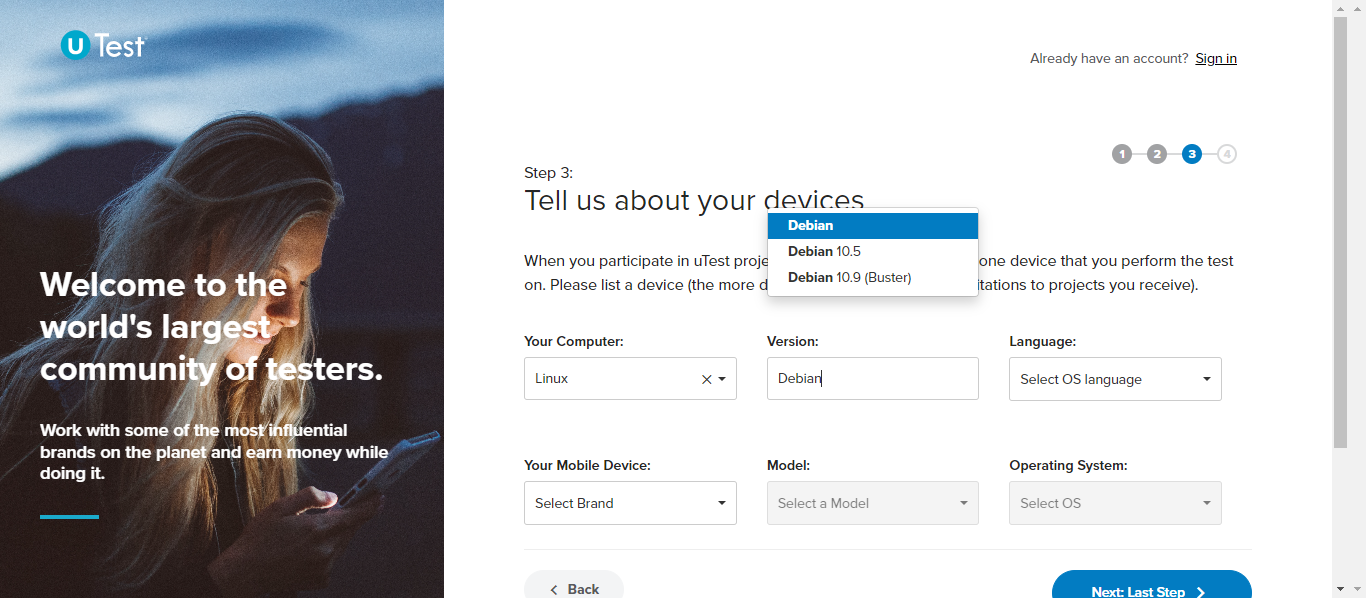 U Test
Already have an account? Sign in
1 2 3 4
Step 3:
Tell us about your devices
Debian
Debian 10.5
Debian 10.9 (Buster)
When you participate in uTest proje one device that you perform the test
on. Please list a device (the more d itations to projects you receive).
Welcome to the
world's largest
community of testers.
Work with some of the most influential
brands on the planet and earn money while
doing it.
Your Computer: Version: Language:
Linux Debian Select OS language
Your Mobile Device: Model: Operating System:
Select Brand Select a Model Select OS
Back Next: Last Step